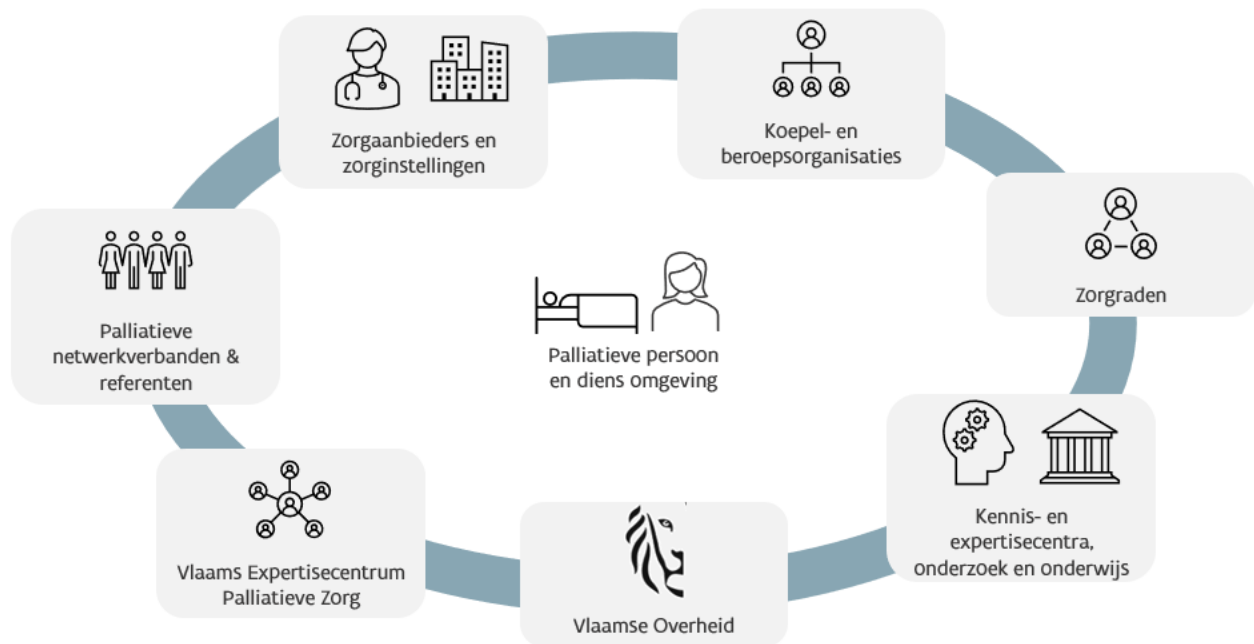 Zorgaanbieders en
zorginstellingen
Koepel- en
beroepsorganisaties
Zorgraden
Palliatieve
netwerkverbanden &
referenten
Palliatieve persoon
en diens omgeving
Kennis- en
expertisecentra,
onderzoek en onderwijs
Vlaams Expertisecentrum
Palliatieve Zorg
Vlaamse Overheid